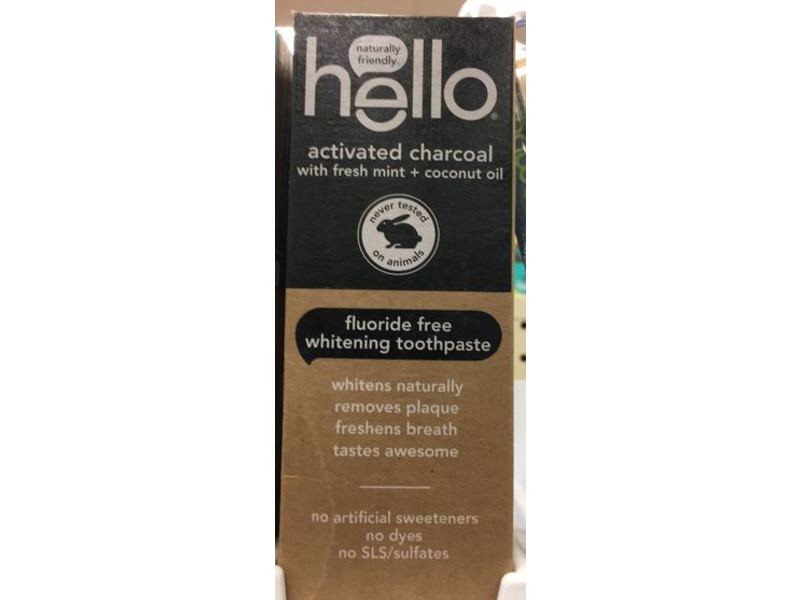 naturally
friendly.
hello®
activated charcoal
with fresh mint + coconut oil
never tested
on animals
fluoride free
whitening toothpaste
whitens naturally
removes plaque
freshens breath
tastes awesome
no artificial sweeteners
no dyes
no SLS/sulfates